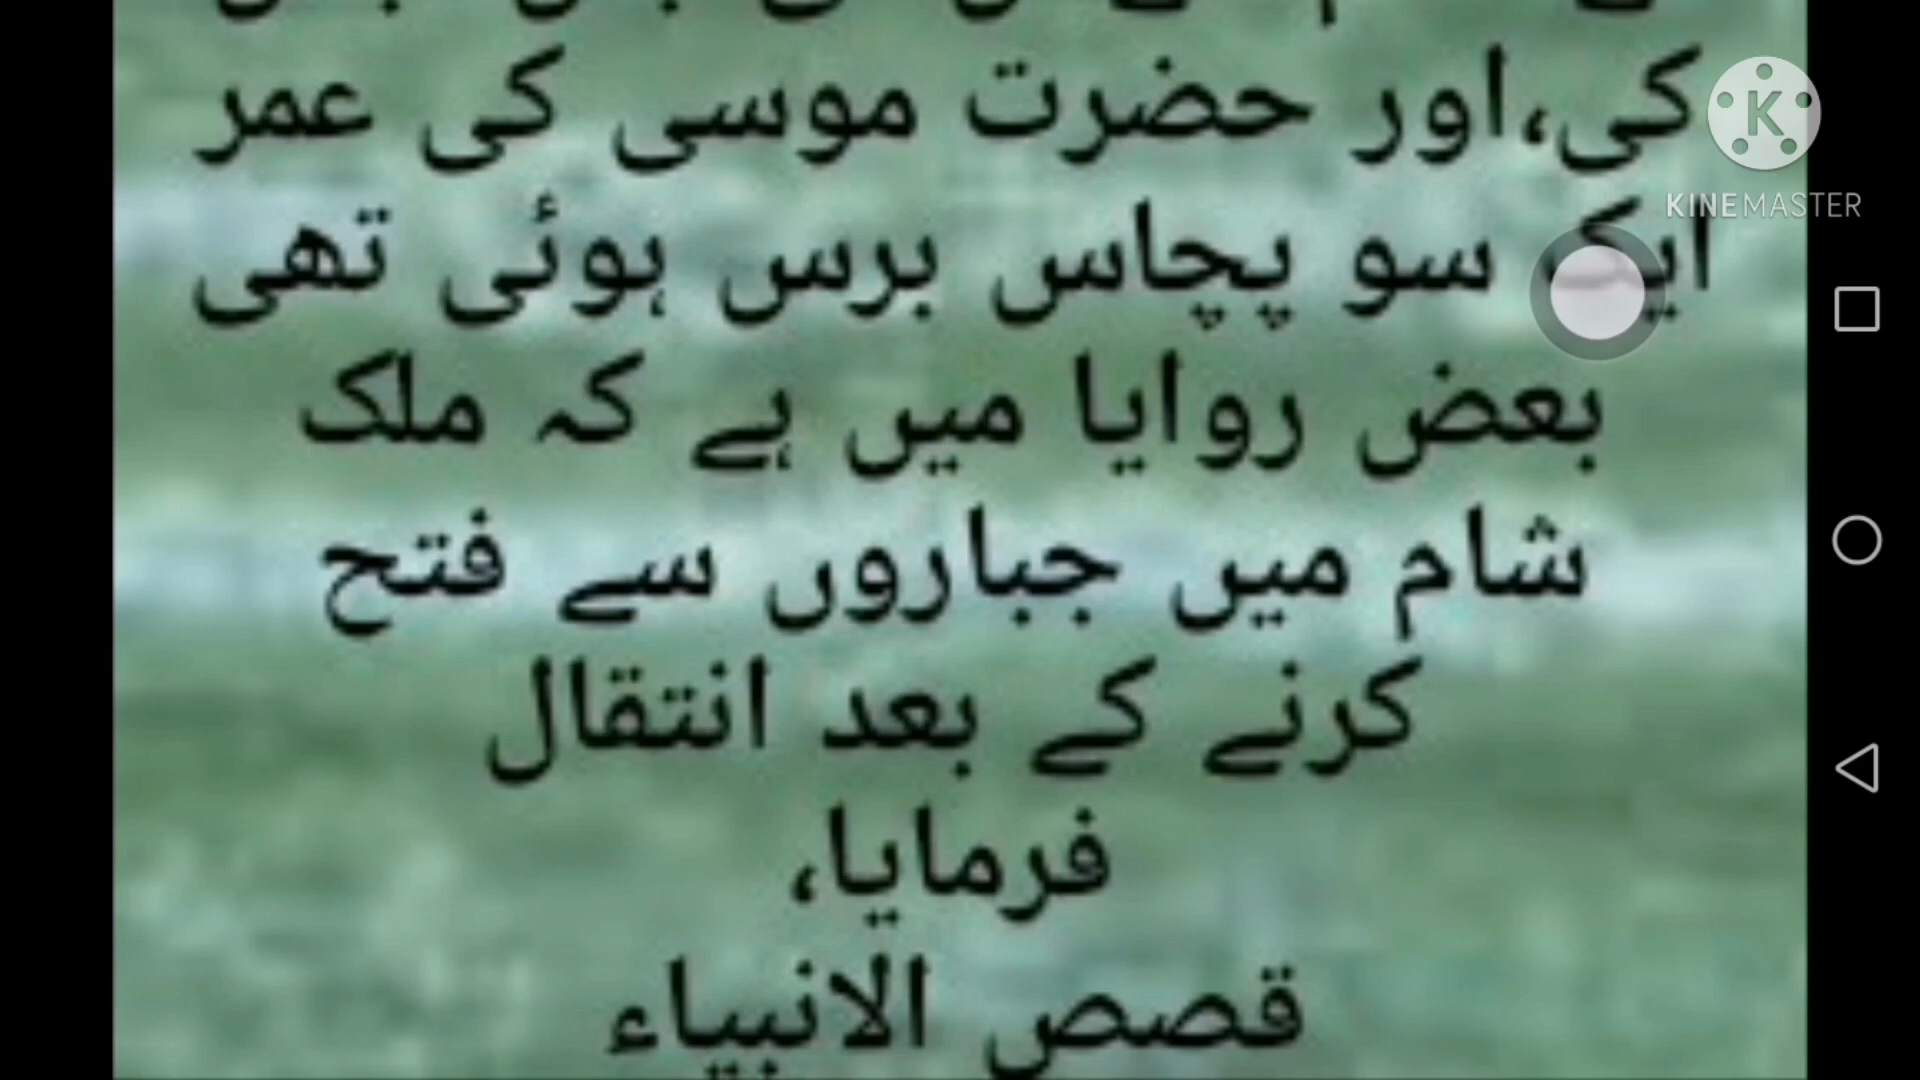 کی،اور حضرت موسی کی عمر
ایک سو پچاس برس ہوئی تھی
بعض روایا میں ہے کہ ملک
شام میں جباروں سے فتح
کرنے کے بعد انتقال
فرمایا،
قصص الانبیاء
K
KINEMASTER